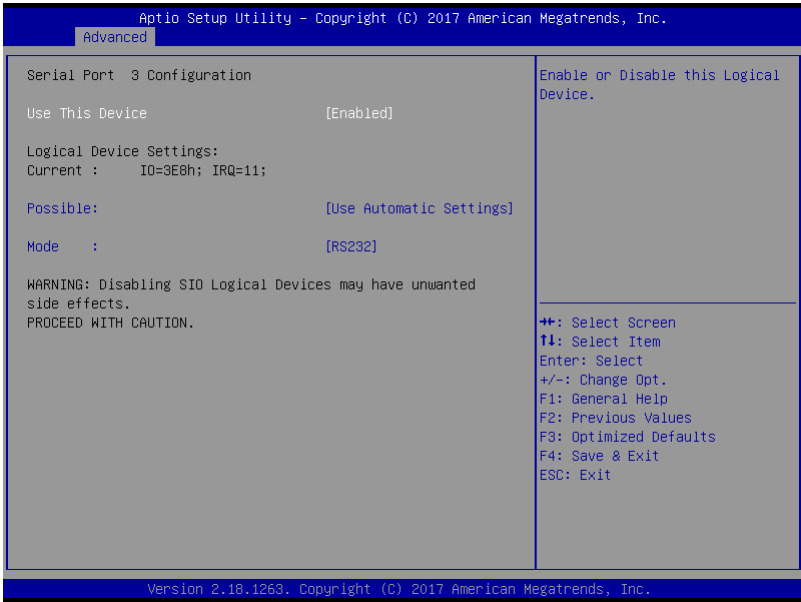 Aptio Setup Utility – Copyright (C) 2017 American Megatrends, Inc.
Advanced
Serial Port  3 Configuration
Use This Device [Enabled]
Logical Device Settings:
Current :     IO=3E8h; IRQ=11;
Possible: [Use Automatic Settings]
Mode    : [RS232]
WARNING: Disabling SIO Logical Devices may have unwanted
side effects.
PROCEED WITH CAUTION.
Enable or Disable this Logical
Device.
→←: Select Screen
↑↓: Select Item
Enter: Select
+/-: Change Opt.
F1: General Help
F2: Previous Values
F3: Optimized Defaults
F4: Save & Exit
ESC: Exit
Version 2.18.1263. Copyright (C) 2017 American Megatrends, Inc.